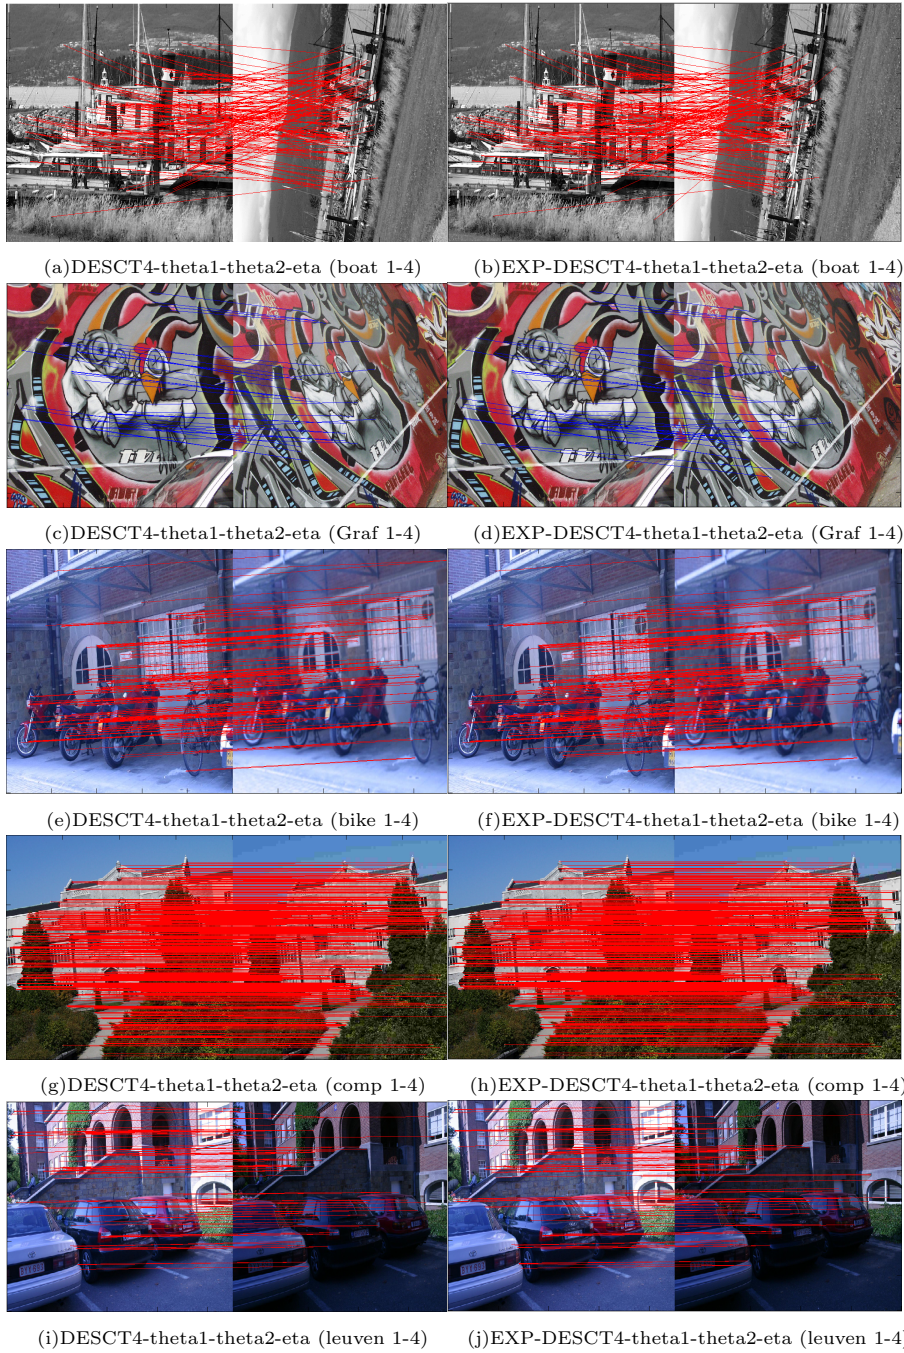 (a)DESCT4-theta1-theta2-eta (boat 1-4)
(b)EXP-DESCT4-theta1-theta2-eta (boat 1-4)
(c)DESCT4-theta1-theta2-eta (Graf 1-4)
(d)EXP-DESCT4-theta1-theta2-eta (Graf 1-4)
(e)DESCT4-theta1-theta2-eta (bike 1-4)
(f)EXP-DESCT4-theta1-theta2-eta (bike 1-4)
(g)DESCT4-theta1-theta2-eta (comp 1-4)
(h)EXP-DESCT4-theta1-theta2-eta (comp 1-4)
(i)DESCT4-theta1-theta2-eta (leuven 1-4)
(j)EXP-DESCT4-theta1-theta2-eta (leuven 1-4)